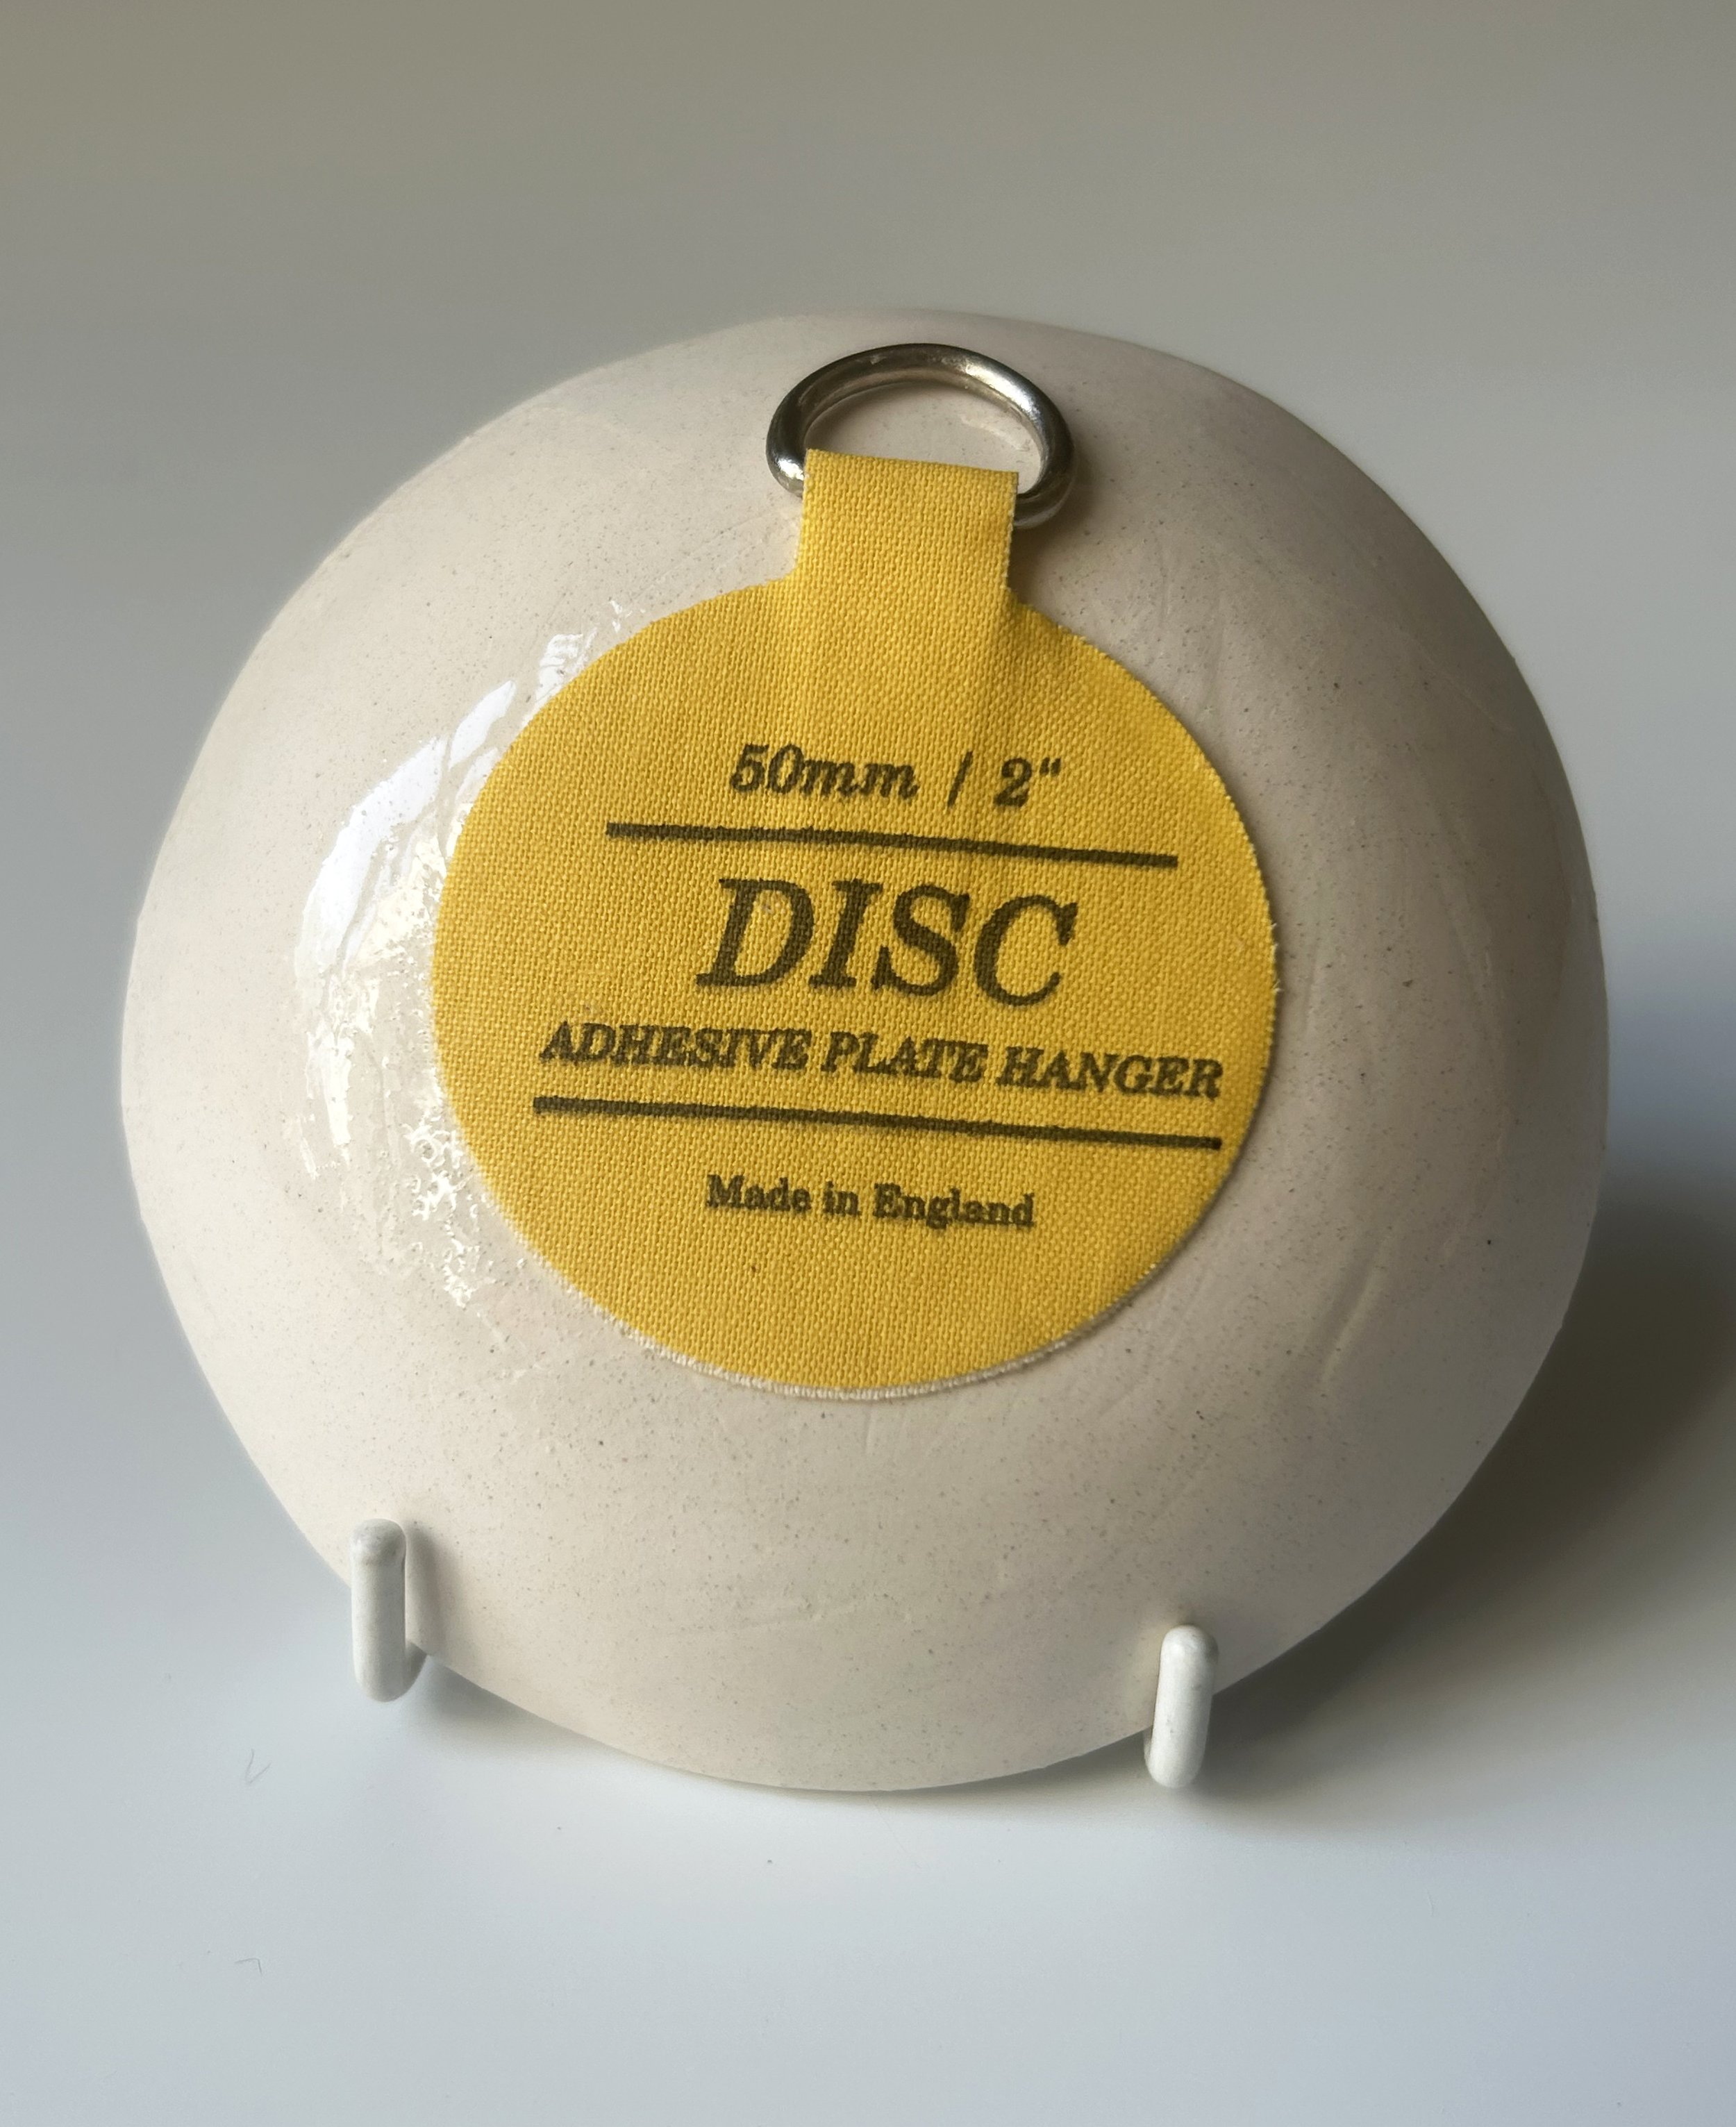 50mm / 2“
DISC
ADHESIVE PLATE HANGER
Made in England